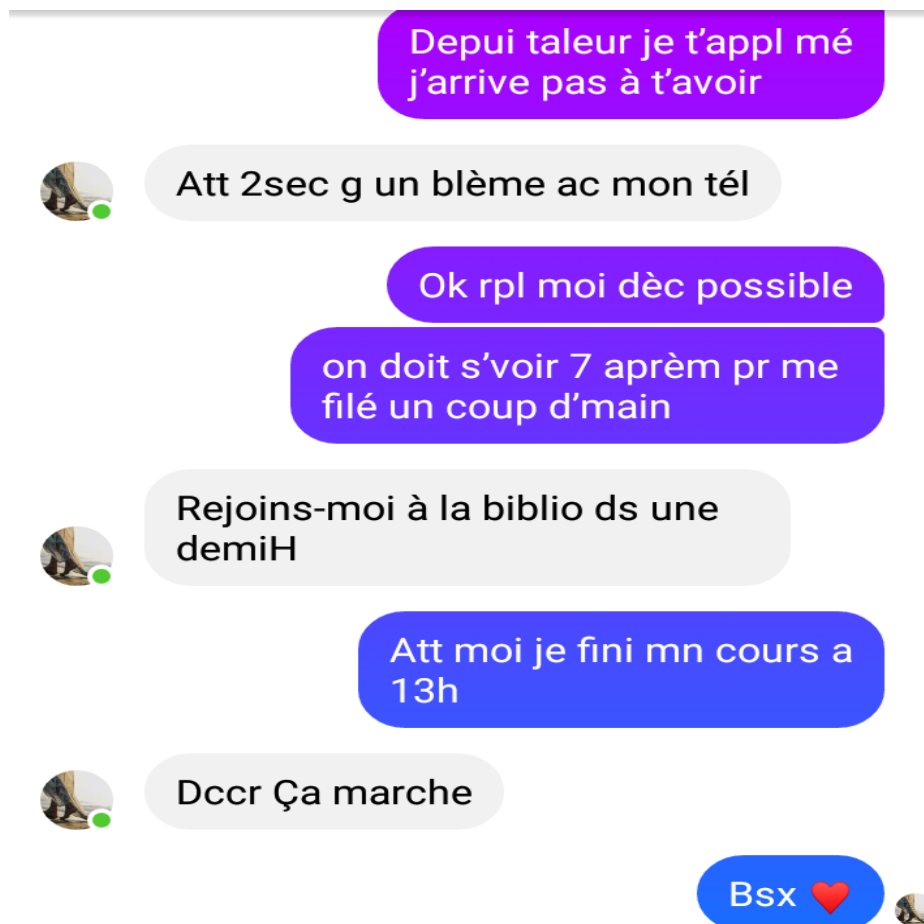 Depui taleur je t'appl mé
j'arrive pas à t'avoir
Att 2sec g un blème ac mon tél
Ok rpl moi dèc possible
on doit s'voir 7 aprèm pr me
filé un coup d'main
Rejoins-moi à la biblio ds une
demiH
Att moi je fini mn cours a
13h
Dccr Ça marche
Bsx ❤️